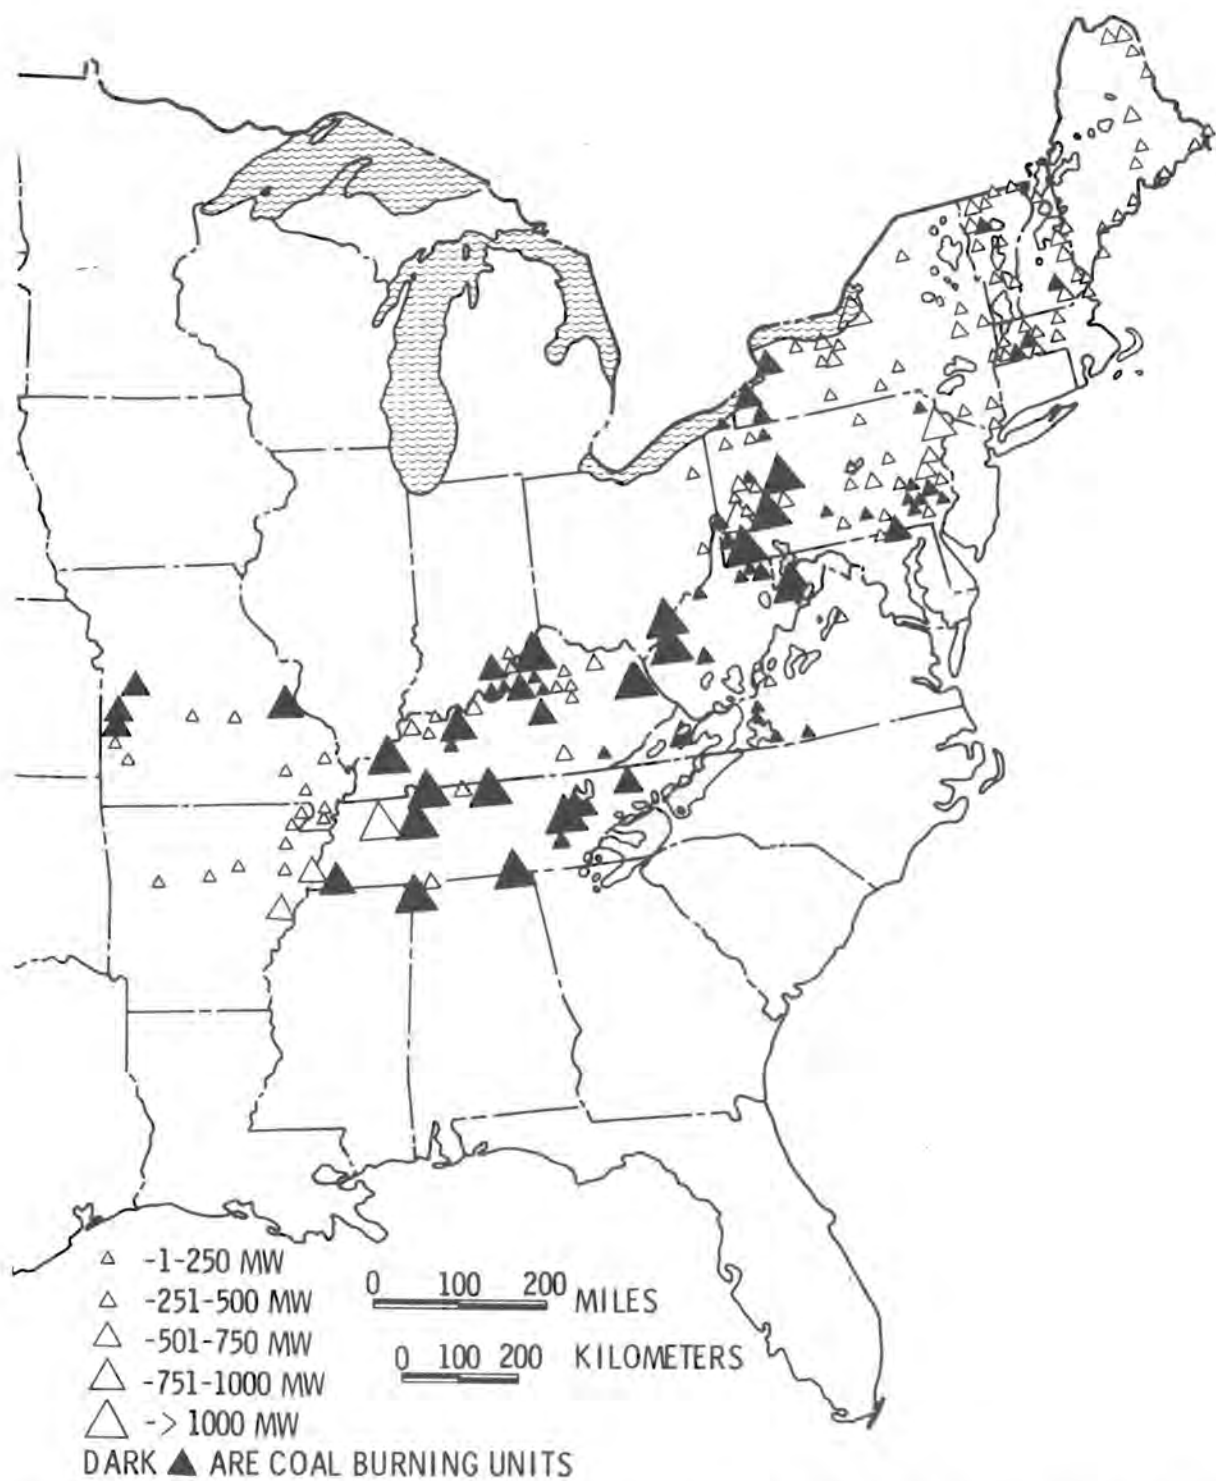 -1-250 MW
-251-500 MW
-501-750 MW
-751-1000 MW
-> 1000 MW
DARK ▲ ARE COAL BURNING UNITS
0 100 200 MILES
0 100 200 KILOMETERS